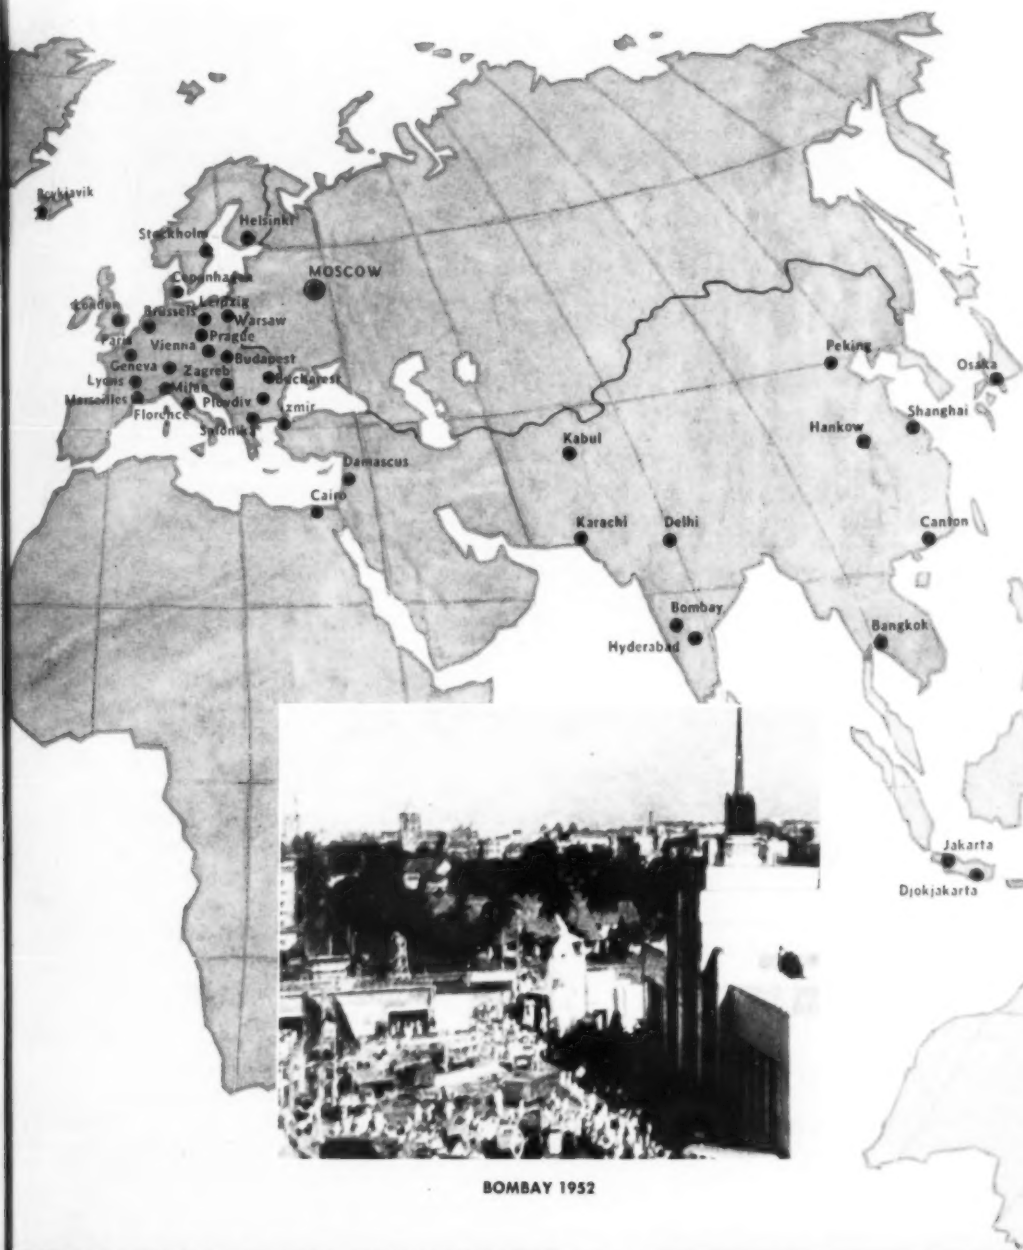 eykjavik
Helsinki
Stockholm
MOSCOW
Copenhagen
London
Brussels
Leipzig
Warsaw
Paris
Vienna
Prague
Geneva
Zagreb
Budapest
Lyons
Milan
Bucharest
Marseilles
Plovdiv
Izmir
Florence
Salonika
Peking
Osaka
Shanghai
Hankow
Kabul
Damascus
Cairo
Karachi
Delhi
Canton
Bombay
Hyderabad
Bangkok
Jakarta
Djokjakarta
BOMBAY 1952